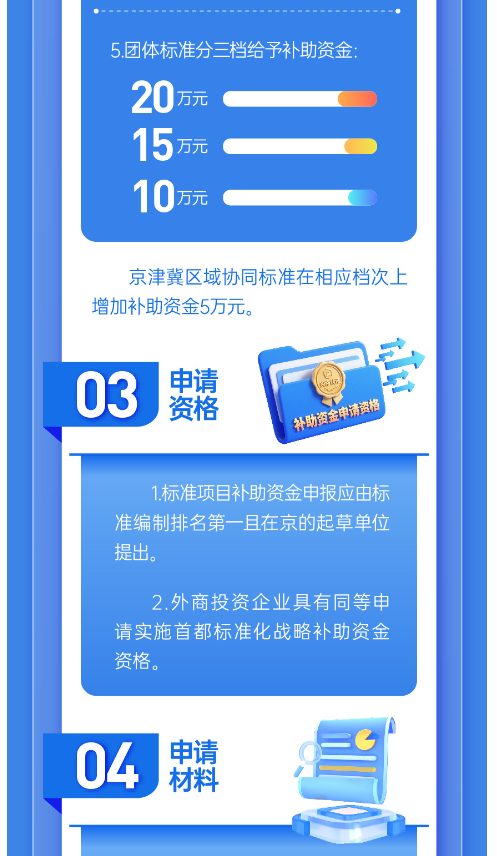 5.团体标准分三档给予补助资金:
20万元
15万元
10万元
京津冀区域协同标准在相应档次上
增加补助资金5万元。
03
申请
资格
补助资金申请资格
1.标准项目补助资金申报应由标
准编制排名第一且在京的起草单位
提出。
2.外商投资企业具有同等申
请实施首都标准化战略补助资金
资格。
04
申请
材料